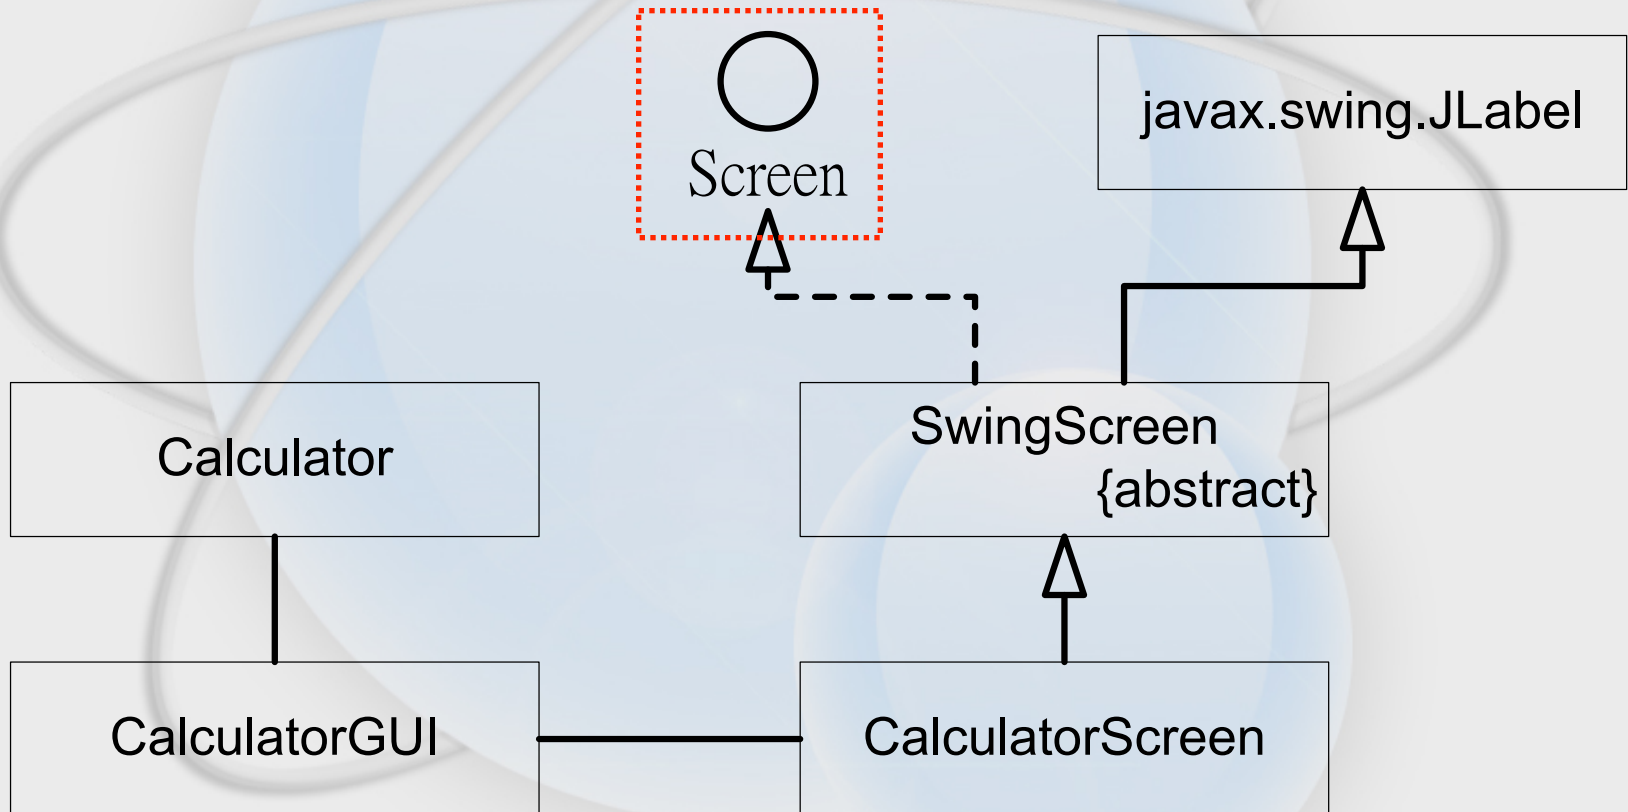 Screen
javax.swing.JLabel
Calculator
SwingScreen
{abstract}
CalculatorGUI
CalculatorScreen